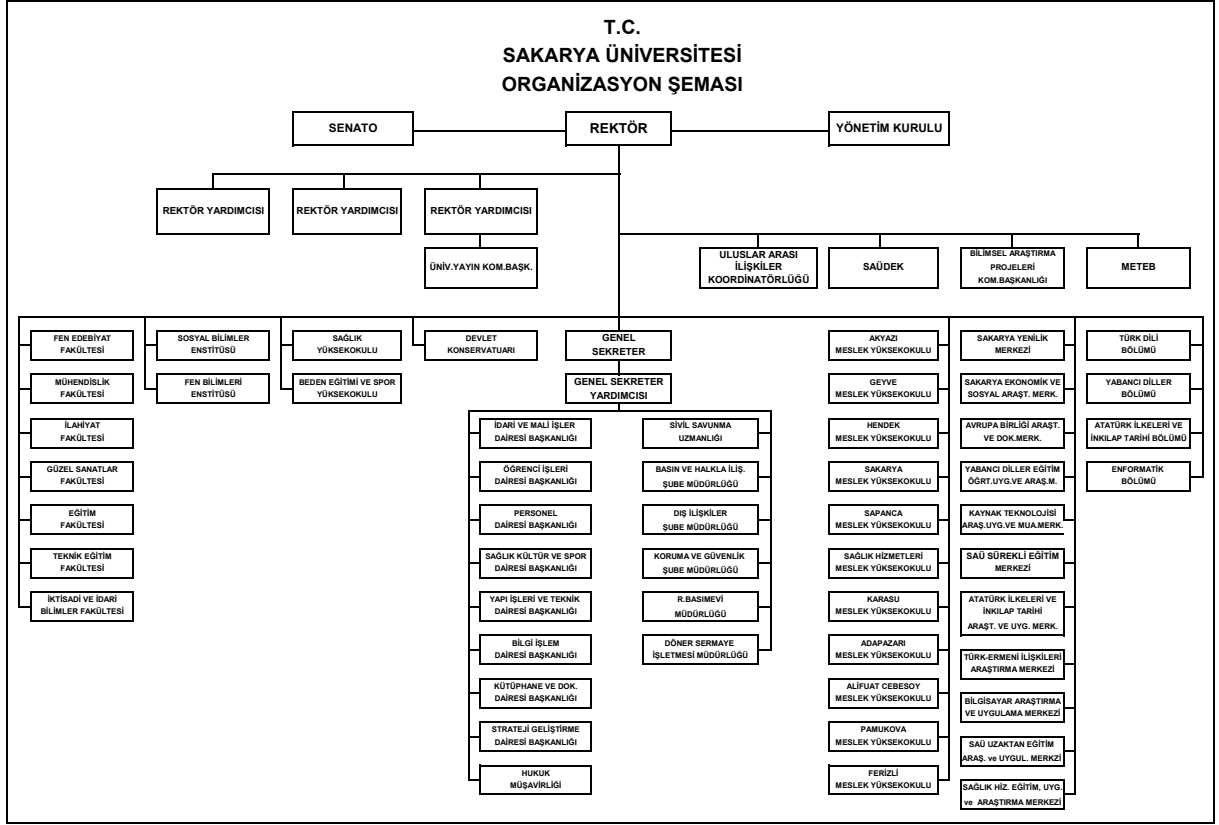 T.C.
SAKARYA ÜNİVERSİTESİ
ORGANİZASYON ŞEMASI
SENATO
REKTÖR
YÖNETİM KURULU
REKTÖR YARDIMCISI
REKTÖR YARDIMCISI
REKTÖR YARDIMCISI
ÜNİV.YAYIN KOM.BAŞK.
ULUSLAR ARASI
İLİŞKİLER
KOORDİNATÖRLÜĞÜ
SAÜDEK
BİLİMSEL ARAŞTIRMA
PROJELERİ
KOM.BAŞKANLIĞI
METEB
FEN EDEBİYAT
FAKÜLTESİ
MÜHENDİSLİK
FAKÜLTESİ
İLAHİYAT
FAKÜLTESİ
GÜZEL SANATLAR
FAKÜLTESİ
EĞİTİM
FAKÜLTESİ
TEKNİK EĞİTİM
FAKÜLTESİ
İKTİSADİ VE İDARİ
BİLİMLER FAKÜLTESİ
SOSYAL BİLİMLER
ENSTİTÜSÜ
FEN BİLİMLERİ
ENSTİTÜSÜ
SAĞLIK
YÜKSEKOKULU
BEDEN EĞİTİMİ VE SPOR
YÜKSEKOKULU
DEVLET
KONSERVATUARI
GENEL
SEKRETER
GENEL SEKRETER
YARDIMCISI
İDARİ VE MALİ İŞLER
DAİRESİ BAŞKANLIĞI
ÖĞRENCİ İŞLERİ
DAİRESİ BAŞKANLIĞI
PERSONEL
DAİRESİ BAŞKANLIĞI
SAĞLIK KÜLTÜR VE SPOR
DAİRESİ BAŞKANLIĞI
YAPI İŞLERİ VE TEKNİK
DAİRESİ BAŞKANLIĞI
BİLGİ İŞLEM
DAİRESİ BAŞKANLIĞI
KÜTÜPHANE VE DOK.
DAİRESİ BAŞKANLIĞI
STRATEJİ GELİŞTİRME
DAİRESİ BAŞKANLIĞI
HUKUK
MÜŞAVİRLİĞİ
SİVİL SAVUNMA
UZMANLIĞI
BASIN VE HALKLA İLİŞ.
ŞUBE MÜDÜRLÜĞÜ
DIŞ İLİŞKİLER
ŞUBE MÜDÜRLÜĞÜ
KORUMA VE GÜVENLİK
ŞUBE MÜDÜRLÜĞÜ
R.BASIMEVİ
MÜDÜRLÜĞÜ
DÖNER SERMAYE
İŞLETMESİ MÜDÜRLÜĞÜ
AKYAZI
MESLEK YÜKSEKOKULU
GEYVE
MESLEK YÜKSEKOKULU
HENDEK
MESLEK YÜKSEKOKULU
SAKARYA
MESLEK YÜKSEKOKULU
SAPANCA
MESLEK YÜKSEKOKULU
SAĞLIK HİZMETLERİ
MESLEK YÜKSEKOKULU
KARASU
MESLEK YÜKSEKOKULU
ADAPAZARI
MESLEK YÜKSEKOKULU
ALİFUAT CEBESOY
MESLEK YÜKSEKOKULU
PAMUKOVA
MESLEK YÜKSEKOKULU
FERİZLİ
MESLEK YÜKSEKOKULU
SAKARYA YENİLİK
MERKEZİ
SAKARYA EKONOMİK VE
SOSYAL ARAŞT. MERK.
AVRUPA BİRLİĞİ ARAŞT.
VE DOK.MERK.
YABANCI DİLLER EĞİTİM
ÖĞRT.UYG.VE ARAŞ.M.
KAYNAK TEKNOLOJİSİ
ARAŞ.UYG.VE MUA.MERK.
SAÜ SÜREKLİ EĞİTİM
MERKEZİ
ATATÜRK İLKELERİ VE
İNKILAP TARİHİ
ARAŞT. VE UYG. MERK.
TÜRK-ERMENİ İLİŞKİLERİ
ARAŞTIRMA MERKEZİ
BİLGİSAYAR ARAŞTIRMA
VE UYGULAMA MERKEZİ
SAÜ UZAKTAN EĞİTİM
ARAŞ. ve UYGUL. MERKZİ
SAĞLIK HİZ. EĞİTİM, UYG.
ve ARAŞTIRMA MERKEZİ
TÜRK DİLİ
BÖLÜMÜ
YABANCI DİLLER
BÖLÜMÜ
ATATÜRK İLKELERİ VE
İNKILAP TARİHİ BÖLÜMÜ
ENFORMATİK
BÖLÜMÜ